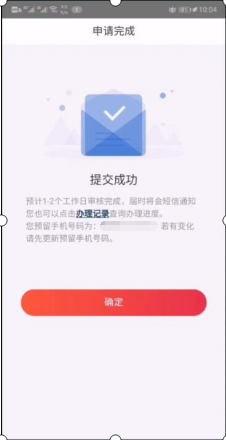 10:04
申请完成
提交成功
预计1-2个工作日审核完成，届时将会短信通知
您也可以点击办理记录查询办理进度。
您预留手机号码为： 若有变化
请先更新预留手机号码。
确定